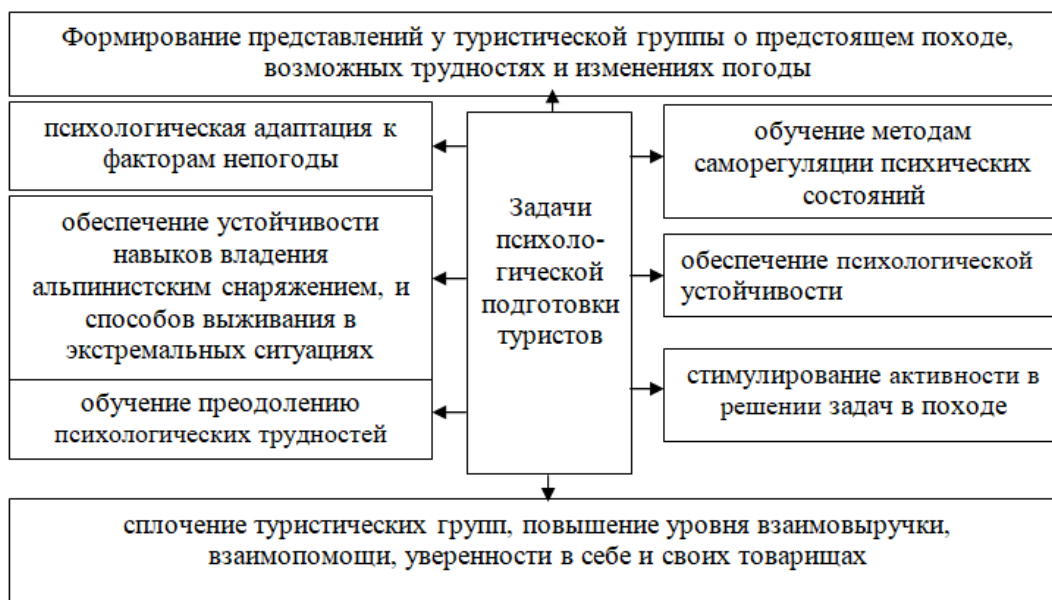 Формирование представлений у туристической группы о предстоящем походе,
возможных трудностях и изменениях погоды
психологическая адаптация к
факторам непогоды
обеспечение устойчивости
навыков владения
альпинистским снаряжением, и
способов выживания в
экстремальных ситуациях
обучение преодолению
психологических трудностей
Задачи
психоло-
гической
подготовки
туристов
обучение методам
саморегуляции психических
состояний
обеспечение психологической
устойчивости
стимулирование активности в
решении задач в походе
сплочение туристических групп, повышение уровня взаимовыручки,
взаимопомощи, уверенности в себе и своих товарищах